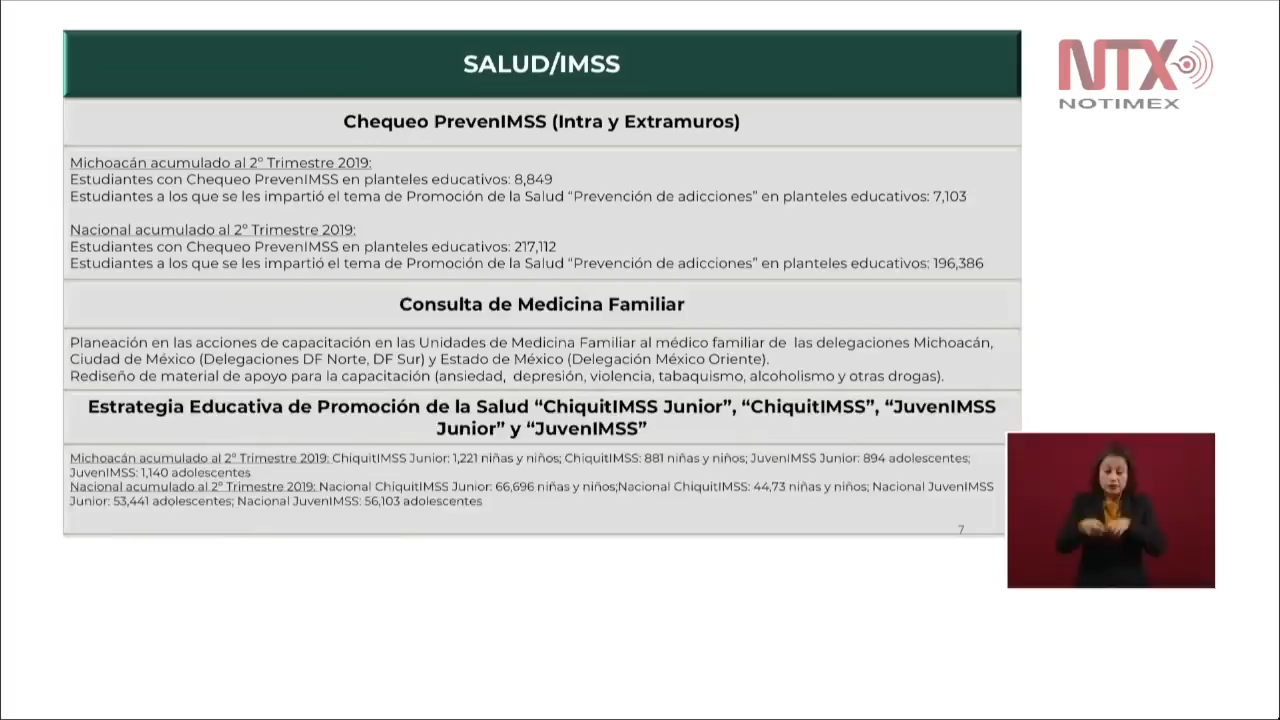 SALUD/IMSS
NTX
NOTIMEX
Chequeo PrevenIMSS (Intra y Extramuros)
Michoacán acumulado al 2º Trimestre 2019:
Estudiantes con Chequeo PrevenIMSS en planteles educativos: 8,849
Estudiantes a los que se les impartió el tema de Promoción de la Salud “Prevención de adicciones” en planteles educativos: 7,103
Nacional acumulado al 2º Trimestre 2019:
Estudiantes con Chequeo PrevenIMSS en planteles educativos: 217,112
Estudiantes a los que se les impartió el tema de Promoción de la Salud “Prevención de adicciones” en planteles educativos: 196,386
Consulta de Medicina Familiar
Planeación en las acciones de capacitación en las Unidades de Medicina Familiar al médico familiar de las delegaciones Michoacán,
Ciudad de México (Delegaciones DF Norte, DF Sur) y Estado de México (Delegación México Oriente).
Rediseño de material de apoyo para la capacitación (ansiedad, depresión, violencia, tabaquismo, alcoholismo y otras drogas).
Estrategia Educativa de Promoción de la Salud “ChiquitIMSS Junior”, “ChiquitIMSS”, “JuvenIMSS
Junior” y “JuvenIMSS”
Michoacán acumulado al 2º Trimestre 2019: ChiquitIMSS Junior: 1,221 niñas y niños; ChiquitIMSS: 881 niñas y niños; JuvenIMSS Junior: 894 adolescentes;
JuvenIMSS: 1,140 adolescentes
Nacional acumulado al 2º Trimestre 2019: Nacional ChiquitIMSS Junior: 66,696 niñas y niños;Nacional ChiquitIMSS: 44,73 niñas y niños; Nacional JuvenIMSS
Junior: 53,441 adolescentes; Nacional JuvenIMSS: 56,103 adolescentes
7